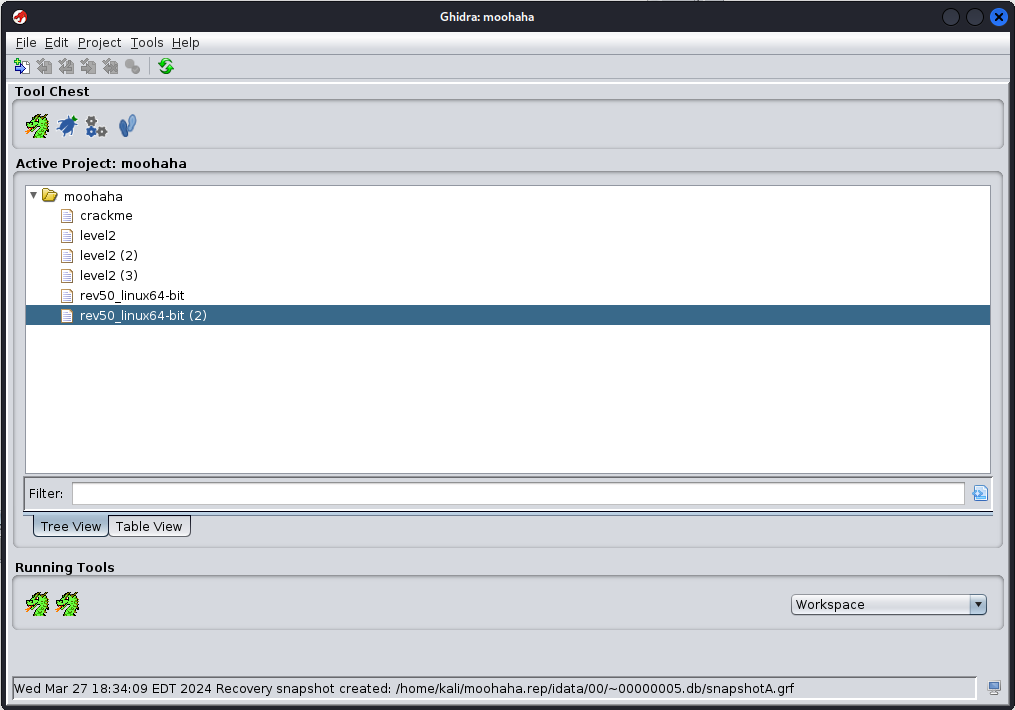 Ghidra: moohaha
File Edit Project Tools Help
Tool Chest
Active Project: moohaha
moohaha
crackme
level2
level2 (2)
level2 (3)
rev50_linux64-bit
rev50_linux64-bit (2)
Filter:
Tree View Table View
Running Tools
Workspace
Wed Mar 27 18:34:09 EDT 2024 Recovery snapshot created: /home/kali/moohaha.rep/idata/00/~00000005.db/snapshotA.grf